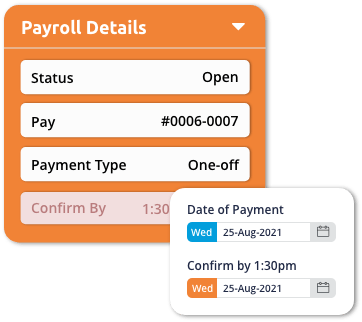 Payroll Details
Status Open
Pay #0006-0007
Payment Type One-off
Confirm By 1:30
Date of Payment
Wed 25-Aug-2021
Confirm by 1:30pm
Wed 25-Aug-2021